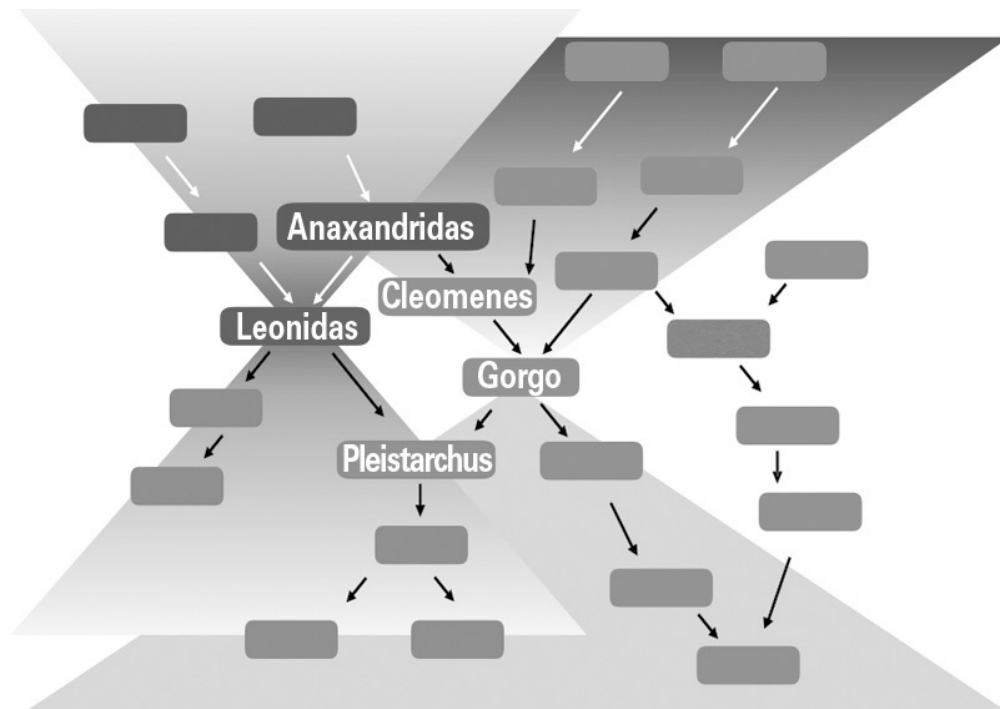 Anaxandridas
Cleomenes
Leonidas
Gorgo
Pleistarchus